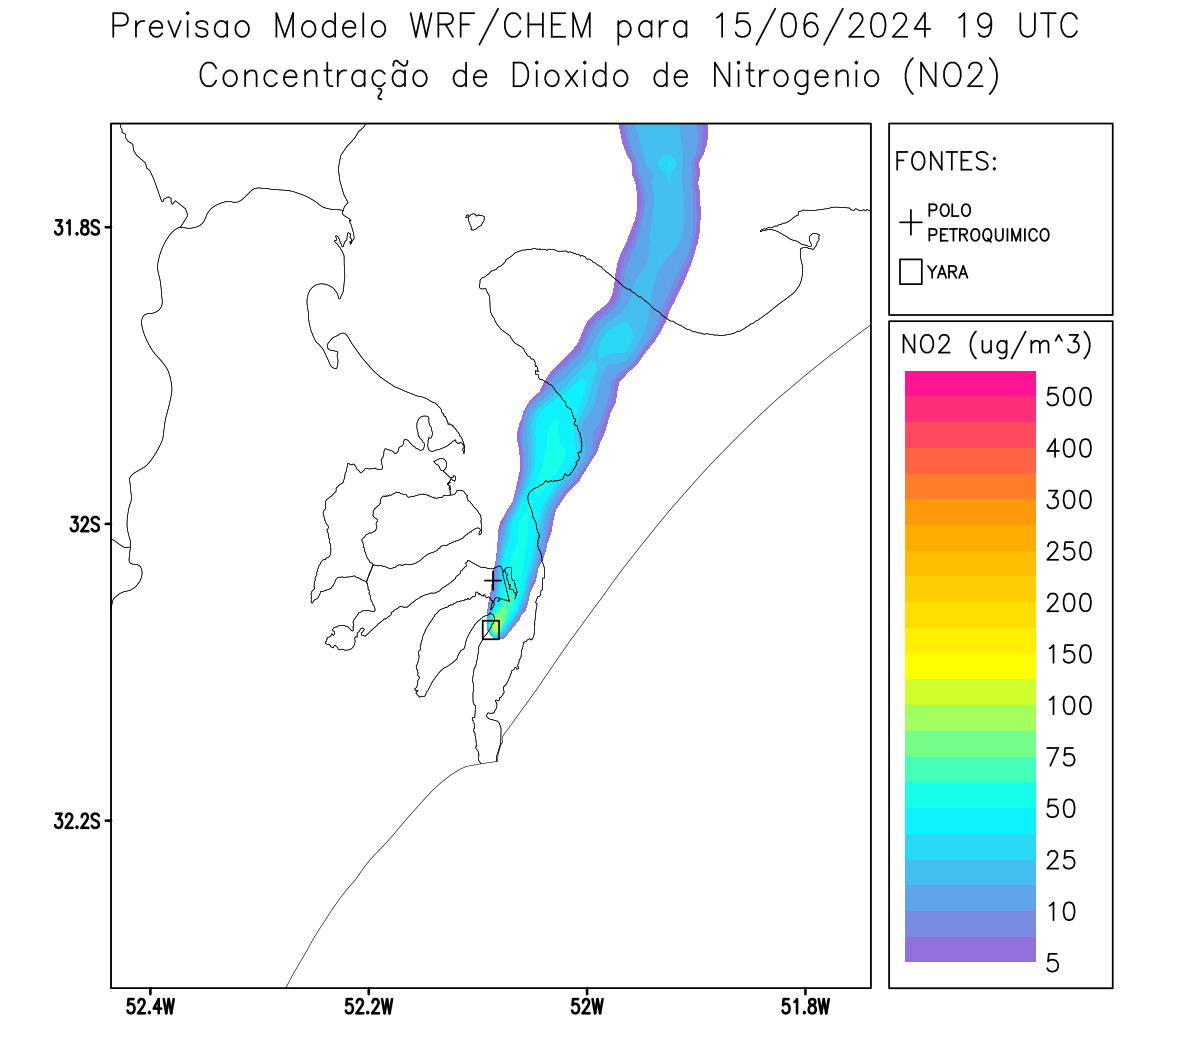 Previsao Modelo WRF/CHEM para 15/06/2024 19 UTC
Concentração de Dioxido de Nitrogenio (NO2)
FONTES:
POLO
PETROQUIMICO
YARA
NO2 (ug/m^3)
500
400
300
250
200
150
100
75
50
25
10
5
31.8S
32S
32.2S
52.4W
52.2W
52W
51.8W